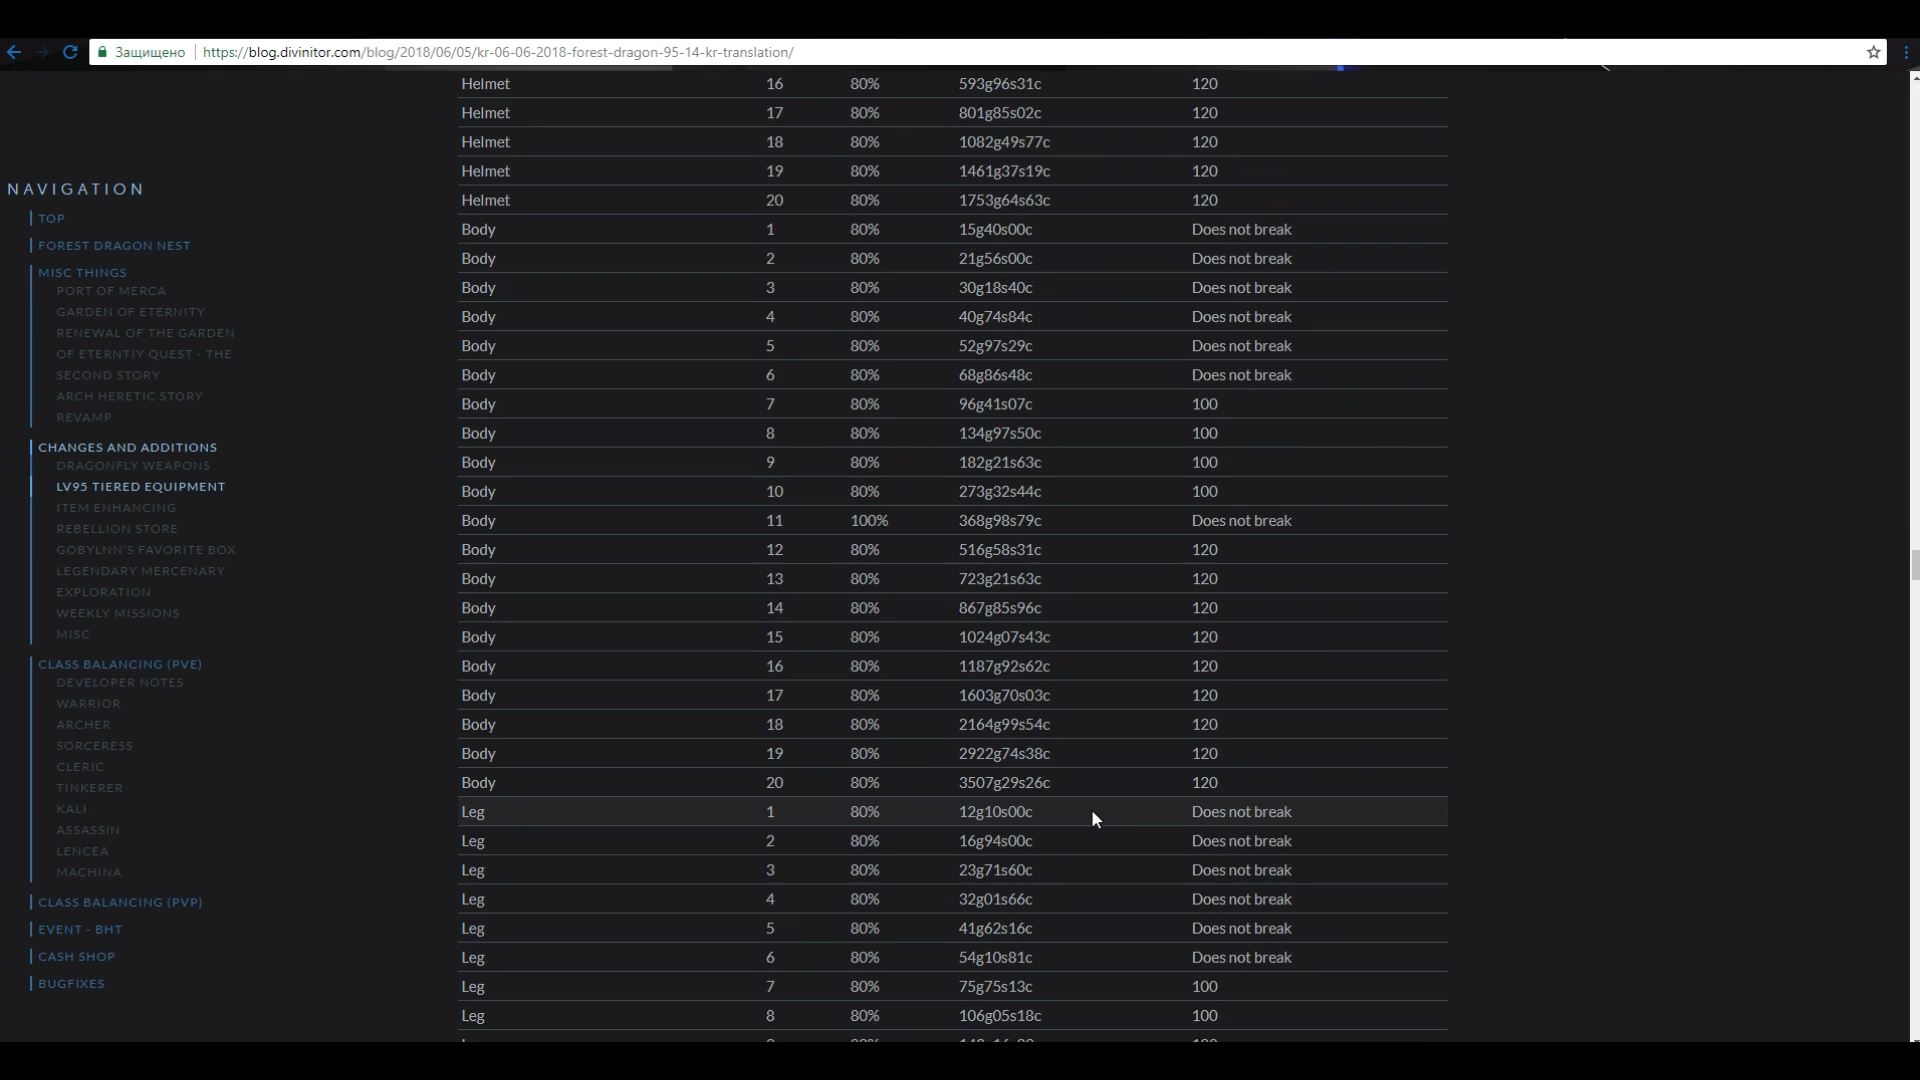 Защищено https://blog.divinitor.com/blog/2018/06/05/kr-06-06-2018-forest-dragon-95-14-kr-translation/
NAVIGATION
TOP
FOREST DRAGON NEST
MISC THINGS
PORT OF MERCA
GARDEN OF ETERNITY
RENEWAL OF THE GARDEN
OF ETERNTIY QUEST - THE
SECOND STORY
ARCH HERETIC STORY
REVAMP
CHANGES AND ADDITIONS
DRAGONFLY WEAPONS
LV95 TIERED EQUIPMENT
ITEM ENHANCING
REBELLION STORE
GOBYLNN'S FAVORITE BOX
LEGENDARY MERCENARY
EXPLORATION
WEEKLY MISSIONS
MISC
CLASS BALANCING (PVE)
DEVELOPER NOTES
WARRIOR
ARCHER
SORCERESS
CLERIC
TINKERER
KALI
ASSASSIN
LENCEA
MACHINA
CLASS BALANCING (PVP)
EVENT - BHT
CASH SHOP
BUGFIXES
Helmet 16 80% 593g96s31c 120
Helmet 17 80% 801g85s02c 120
Helmet 18 80% 1082g49s77c 120
Helmet 19 80% 1461g37s19c 120
Helmet 20 80% 1753g64s63c 120
Body 1 80% 15g40s00c Does not break
Body 2 80% 21g56s00c Does not break
Body 3 80% 30g18s40c Does not break
Body 4 80% 40g74s84c Does not break
Body 5 80% 52g97s29c Does not break
Body 6 80% 68g86s48c Does not break
Body 7 80% 96g41s07c 100
Body 8 80% 134g97s50c 100
Body 9 80% 182g21s63c 100
Body 10 80% 273g32s44c 100
Body 11 100% 368g98s79c Does not break
Body 12 80% 516g58s31c 120
Body 13 80% 723g21s63c 120
Body 14 80% 867g85s96c 120
Body 15 80% 1024g07s43c 120
Body 16 80% 1187g92s62c 120
Body 17 80% 1603g70s03c 120
Body 18 80% 2164g99s54c 120
Body 19 80% 2922g74s38c 120
Body 20 80% 3507g29s26c 120
Leg 1 80% 12g10s00c Does not break
Leg 2 80% 16g94s00c Does not break
Leg 3 80% 23g71s60c Does not break
Leg 4 80% 32g01s66c Does not break
Leg 5 80% 41g62s16c Does not break
Leg 6 80% 54g10s81c Does not break
Leg 7 80% 75g75s13c 100
Leg 8 80% 106g05s18c 100